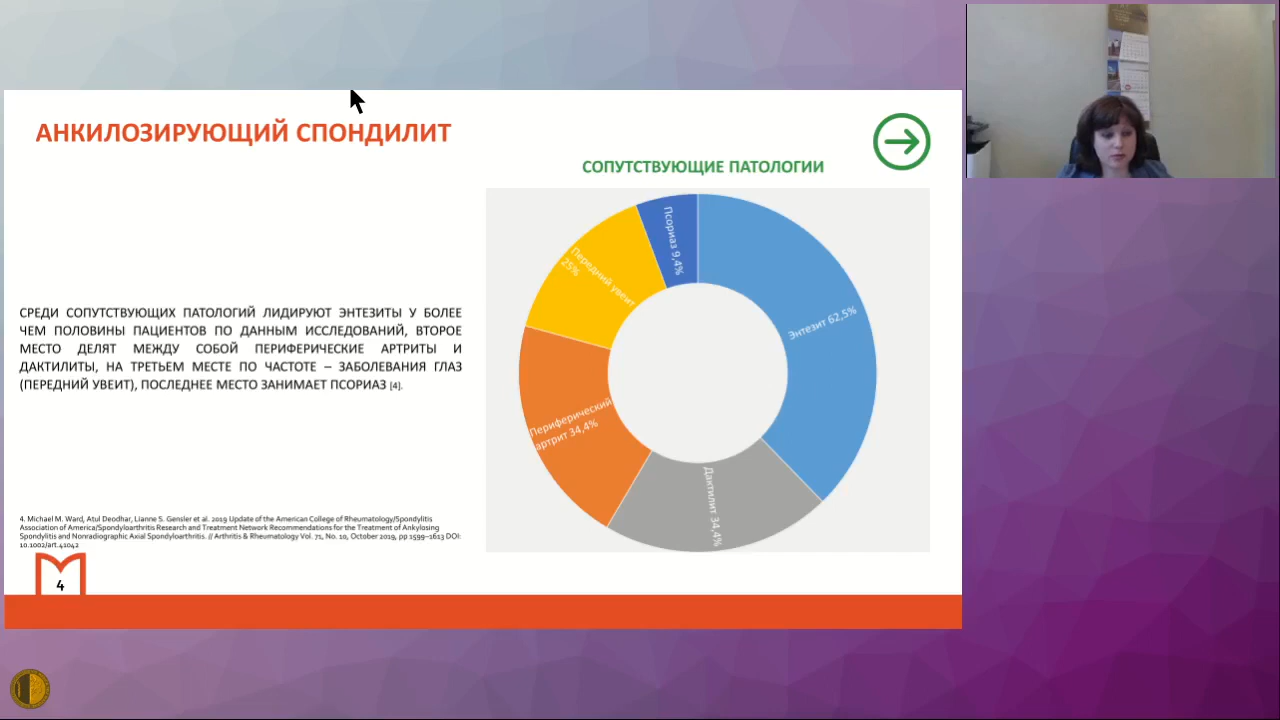 АНКИЛОЗИРУЮЩИЙ СПОНДИЛИТ
СОПУТСТВУЮЩИЕ ПАТОЛОГИИ
СРЕДИ СОПУТСТВУЮЩИХ ПАТОЛОГИЙ ЛИДИРУЮТ ЭНТЕЗИТЫ У БОЛЕЕ
ЧЕМ ПОЛОВИНЫ ПАЦИЕНТОВ ПО ДАННЫМ ИССЛЕДОВАНИЙ, ВТОРОЕ
МЕСТО ДЕЛЯТ МЕЖДУ СОБОЙ ПЕРИФЕРИЧЕСКИЕ АРТРИТЫ И
ДАКТИЛИТЫ, НА ТРЕТЬЕМ МЕСТЕ ПО ЧАСТОТЕ – ЗАБОЛЕВАНИЯ ГЛАЗ
(ПЕРЕДНИЙ УВЕИТ), ПОСЛЕДНЕЕ МЕСТО ЗАНИМАЕТ ПСОРИАЗ [4].
Псориаз 9,4%
Передний увеит
25%
Энтезит 62,5%
Периферический
артрит 34,4%
Дактилит 34,4%
4. Michael M. Ward, Atul Deodhar, Lianne S. Gensler et al. 2019 Update of the American College of Rheumatology/Spondylitis
Association of America/Spondyloarthritis Research and Treatment Network Recommendations for the Treatment of Ankylosing
Spondylitis and Nonradiographic Axial Spondyloarthritis. // Arthritis & Rheumatology Vol. 71, No. 10, October 2019, pp 1599–1613 DOI:
10.1002/art.41042
4